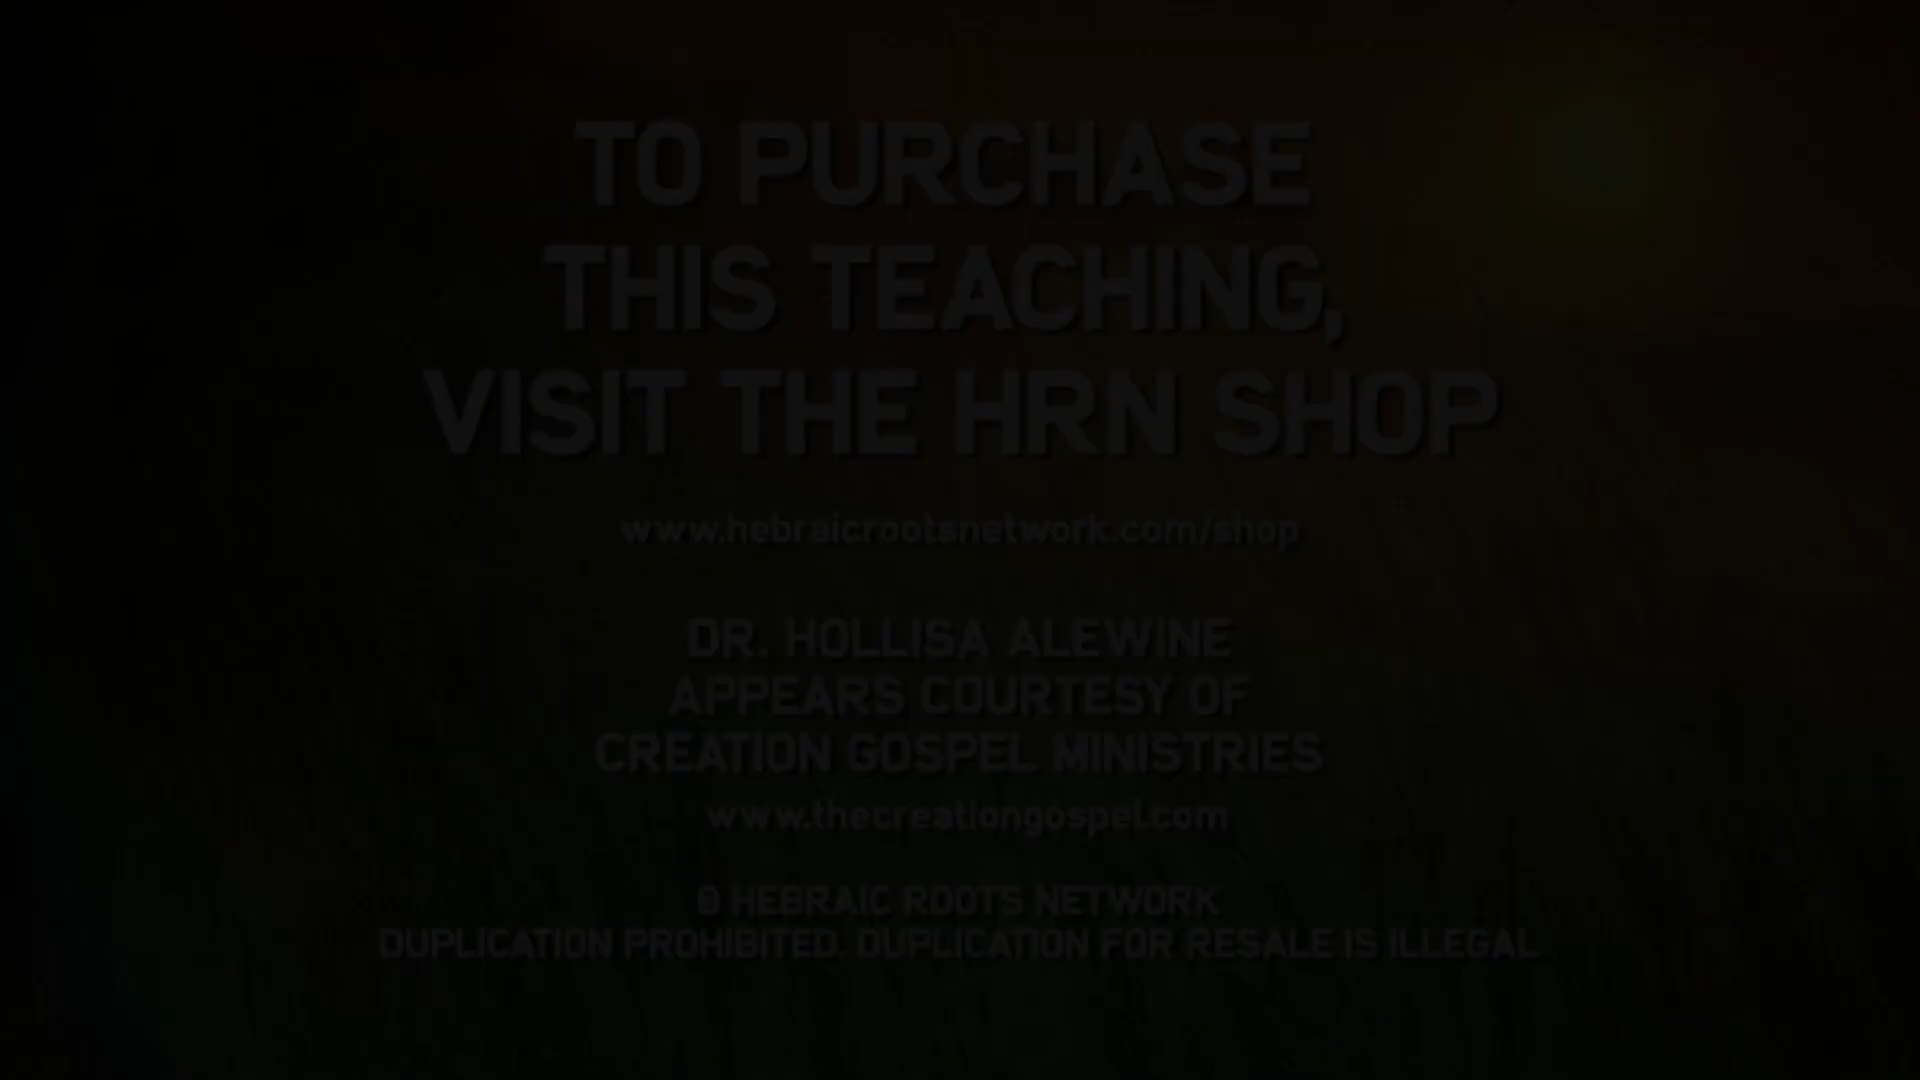 TO PURCHASE
THIS TEACHING,
VISIT THE HRN SHOP
www.hebraicrootsnetwork.com/shop
DR. HOLLISA ALEWINE
APPEARS COURTESY OF
CREATION GOSPEL MINISTRIES
www.thecreationgospel.com
© HEBRAIC ROOTS NETWORK
DUPLICATION PROHIBITED. DUPLICATION FOR RESALE IS ILLEGAL